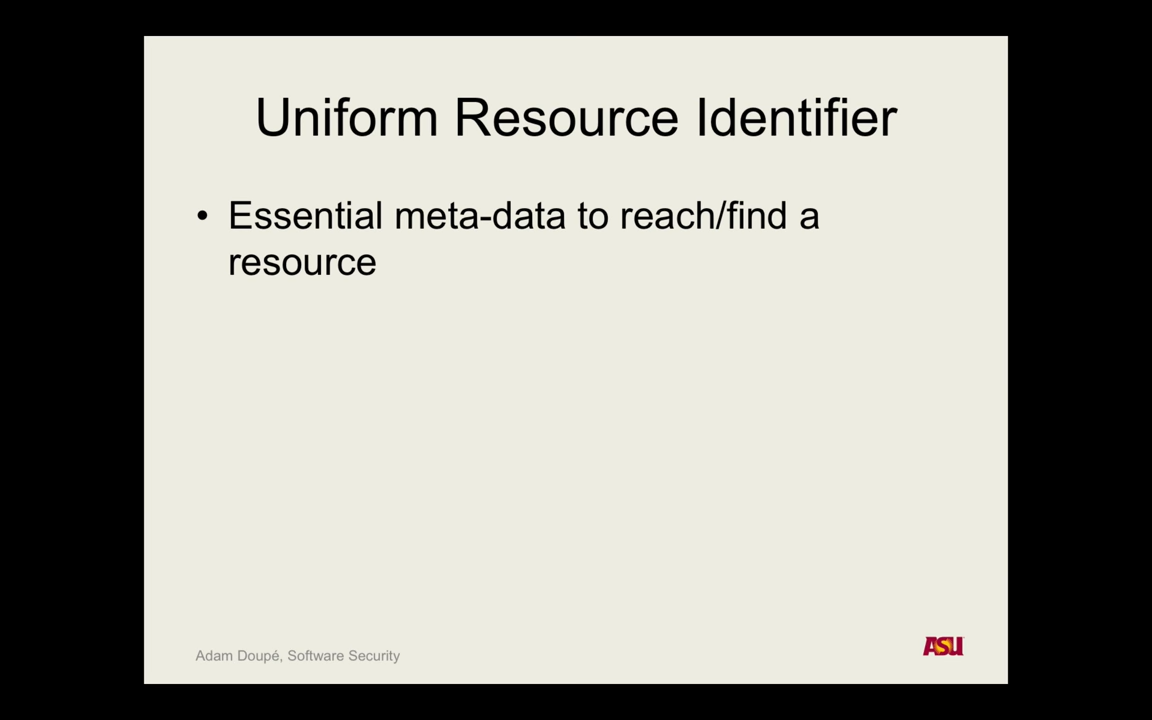 Uniform Resource Identifier
• Essential meta-data to reach/find a
resource
Adam Doupé, Software Security
ASU